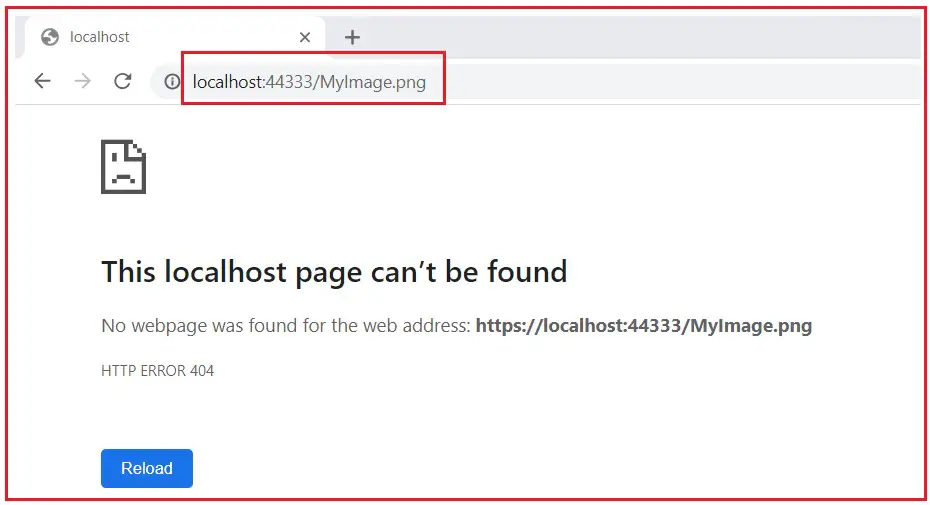 localhost
localhost:44333/MyImage.png
This localhost page can’t be found
No webpage was found for the web address: https://localhost:44333/MyImage.png
HTTP ERROR 404
Reload